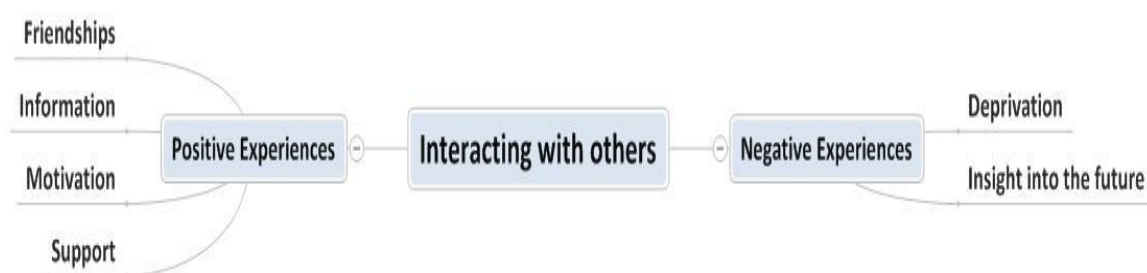 Friendships
Information
Motivation
Support
Positive Experiences
Interacting with others
Negative Experiences
Deprivation
Insight into the future